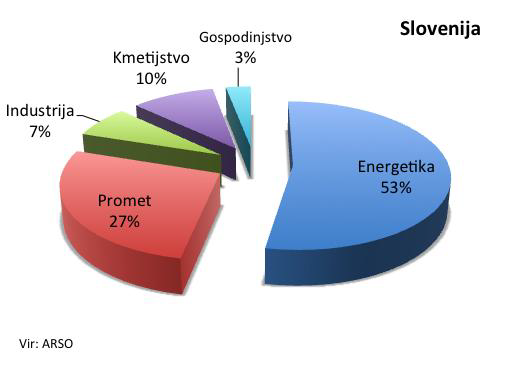 Slovenija
Gospodinjstvo
3%
Kmetijstvo
10%
Industrija
7%
Energetika
53%
Promet
27%
Vir: ARSO